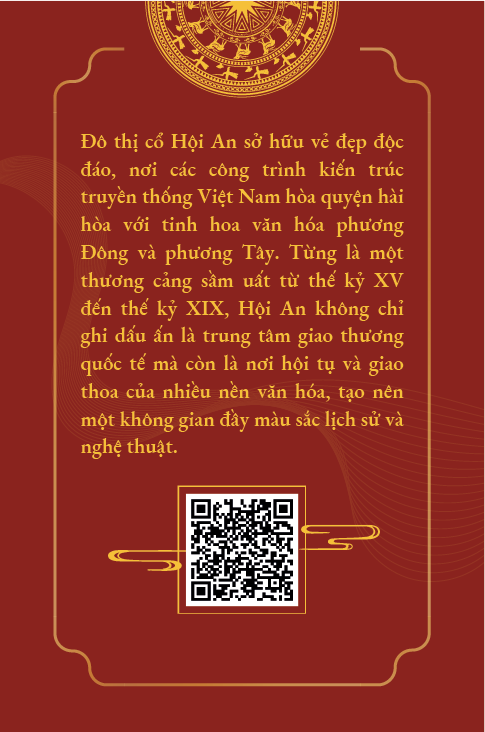 Đô thị cổ Hội An sở hữu vẻ đẹp độc
đáo, nơi các công trình kiến trúc
truyền thống Việt Nam hòa quyện hài
hòa với tinh hoa văn hóa phương
Đông và phương Tây. Từng là một
thương cảng sầm uất từ thế kỷ XV
đến thế kỷ XIX, Hội An không chỉ
ghi dấu ấn là trung tâm giao thương
quốc tế mà còn là nơi hội tụ và giao
thoa của nhiều nền văn hóa, tạo nên
một không gian đầy màu sắc lịch sử và
nghệ thuật.